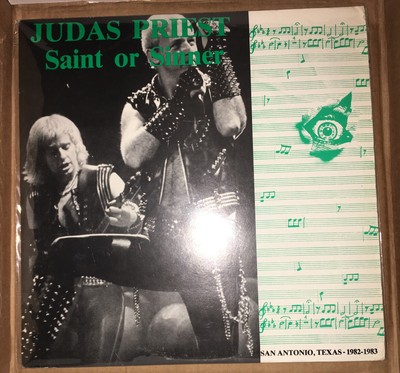 JUDAS PRIEST
Saint or Sinner
SAN ANTONIO, TEXAS - 1982-1983